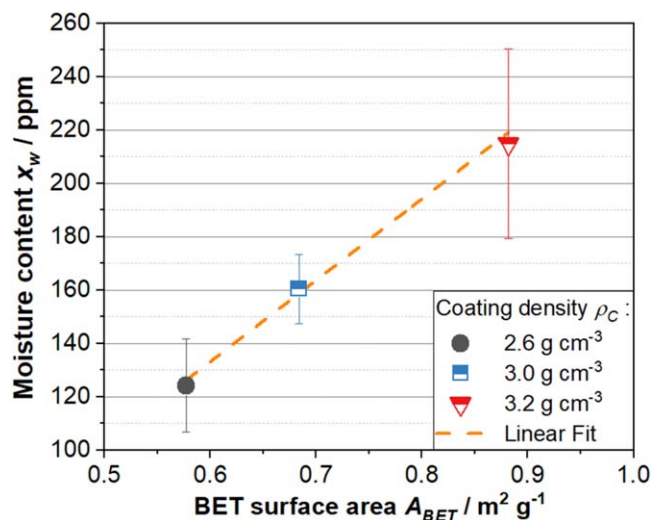 260
240
220
200
180
160
140
120
100
Moisture content x_w / ppm
Coating density ρ_C :
2.6 g cm⁻³
3.0 g cm⁻³
3.2 g cm⁻³
Linear Fit
0.5 0.6 0.7 0.8 0.9 1.0
BET surface area A_BET / m² g⁻¹